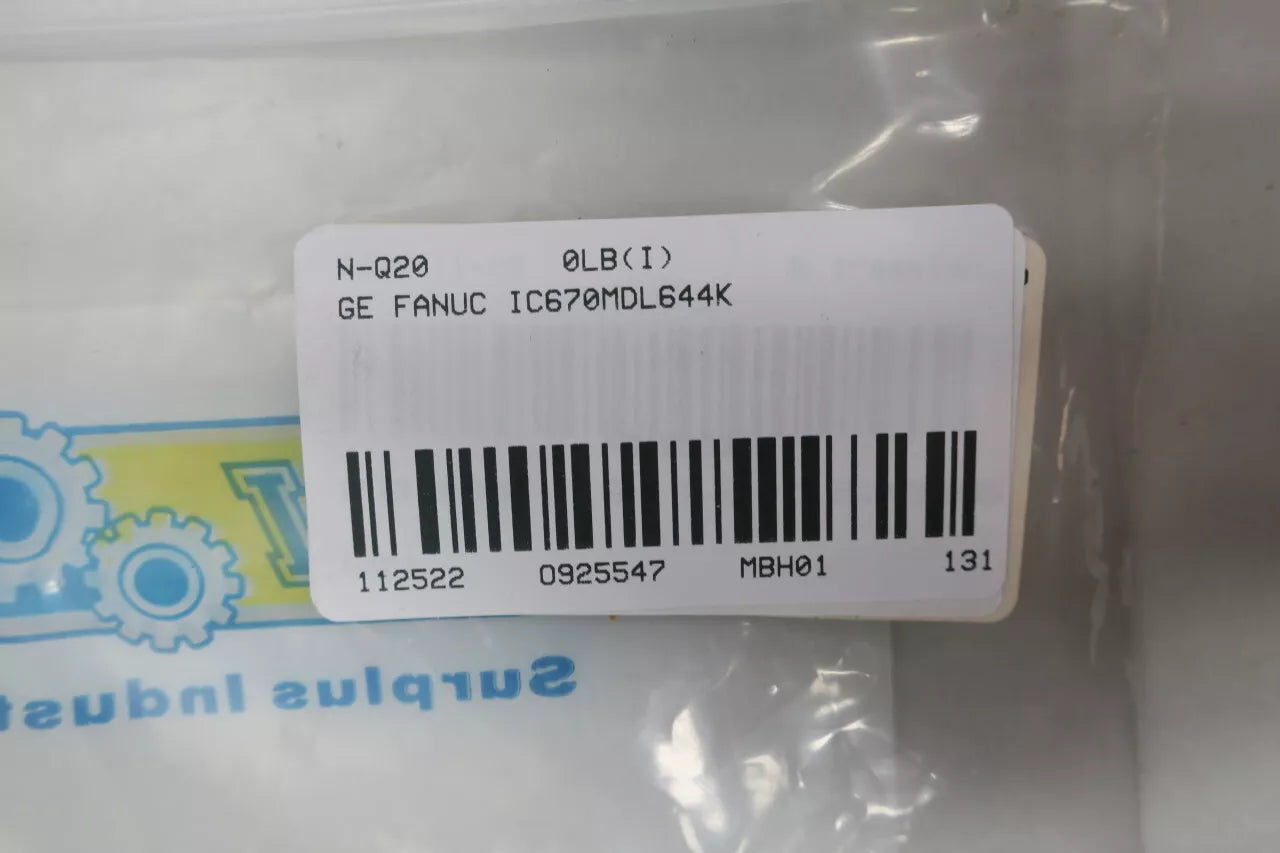 N-Q20 0LB(I)
GE FANUC IC670MDL644K
112522 0925547 MBH01 131
Surplus Indust